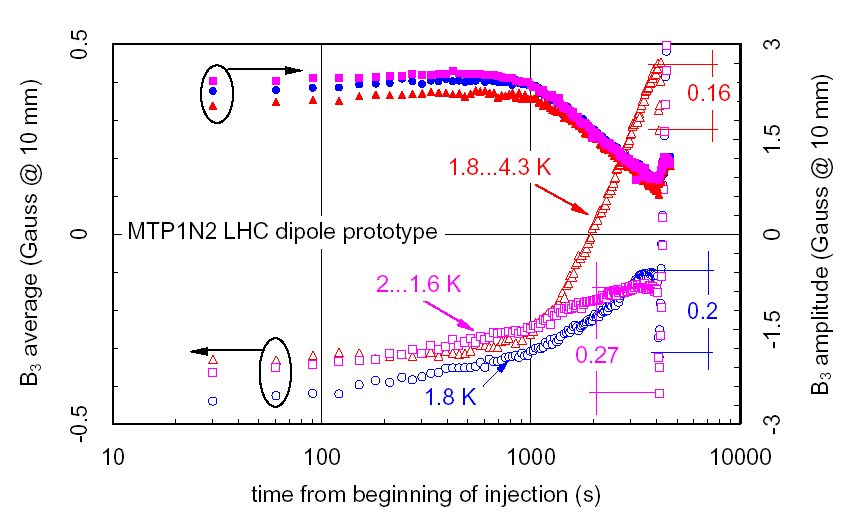 0.5
3
0.16
1.5
1.8...4.3 K
B3 average (Gauss @ 10 mm)
B3 amplitude (Gauss @ 10 mm)
0
MTP1N2 LHC dipole prototype
0
2...1.6 K
0.2
-1.5
0.27
1.8 K
-0.5
-3
10
100
1000
10000
time from beginning of injection (s)